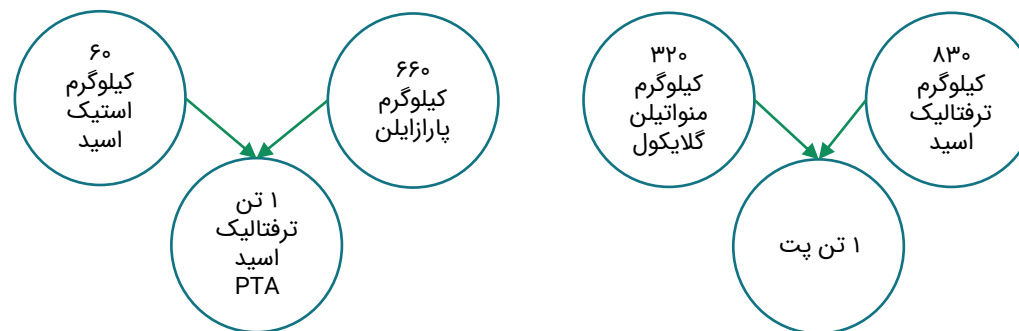 ۸۳۰
کیلوگرم
ترفتالیک
اسید
۳۲۰
کیلوگرم
منواتیلن
گلایکول
۱ تن پت
۶۶۰
کیلوگرم
پارازایلن
۶۰
کیلوگرم
استیک
اسید
۱ تن
ترفتالیک
اسید
PTA